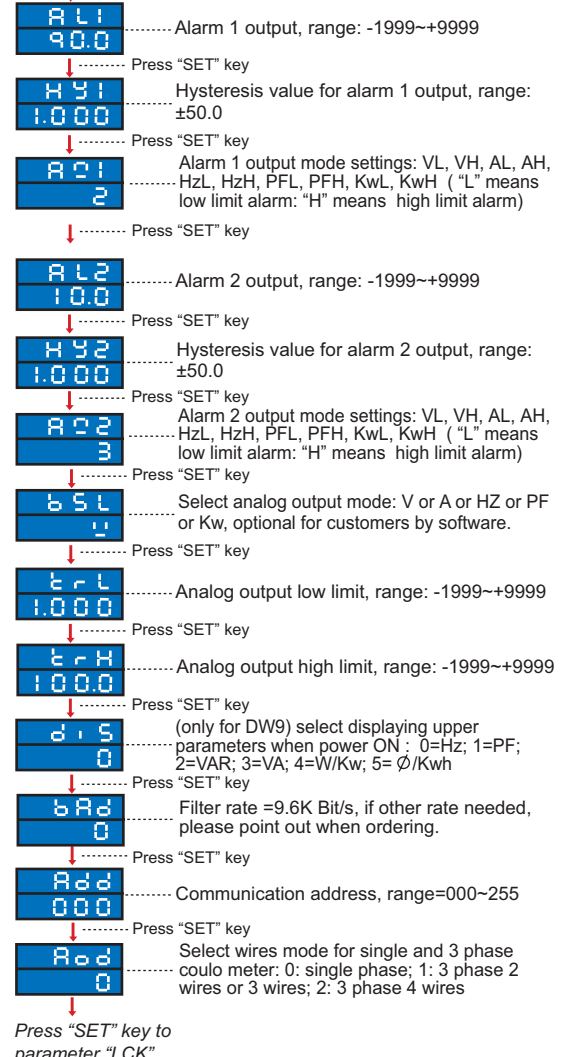 AL1
90.0
Alarm 1 output, range: -1999~+9999
Press “SET” key
HY1
1.000
Hysteresis value for alarm 1 output, range:
±50.0
Press “SET” key
AO1
2
Alarm 1 output mode settings: VL, VH, AL, AH,
HzL, HzH, PFL, PFH, KwL, KwH ( “L” means
low limit alarm: “H” means high limit alarm)
Press “SET” key
AL2
10.0
Alarm 2 output, range: -1999~+9999
Press “SET” key
HY2
1.000
Hysteresis value for alarm 2 output, range:
±50.0
Press “SET” key
AO2
3
Alarm 2 output mode settings: VL, VH, AL, AH,
HzL, HzH, PFL, PFH, KwL, KwH ( “L” means
low limit alarm: “H” means high limit alarm)
Press “SET” key
bSL
U
Select analog output mode: V or A or HZ or PF
or Kw, optional for customers by software.
Press “SET” key
trL
1.000
Analog output low limit, range: -1999~+9999
Press “SET” key
trH
100.0
Analog output high limit, range: -1999~+9999
Press “SET” key
diS
0
(only for DW9) select displaying upper
parameters when power ON : 0=Hz; 1=PF;
2=VAR; 3=VA; 4=W/Kw; 5= ∅/Kwh
Press “SET” key
bAd
0
Filter rate =9.6K Bit/s, if other rate needed,
please point out when ordering.
Press “SET” key
Add
000
Communication address, range=000~255
Press “SET” key
Aod
0
Select wires mode for single and 3 phase
coulo meter: 0: single phase; 1: 3 phase 2
wires or 3 wires; 2: 3 phase 4 wires
Press “SET” key to
parameter “LCK”